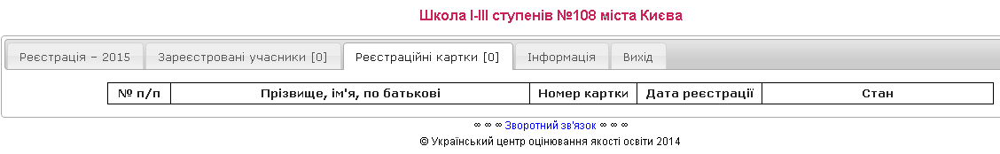 Школа І-ІІІ ступенів №108 міста Києва
Реєстрація - 2015 Зареєстровані учасники [0] Реєстраційні картки [0] Інформація Вихід
№ п/п Прізвище, ім'я, по батькові Номер картки Дата реєстрації Стан
∞ ∞ ∞ Зворотний зв'язок ∞ ∞ ∞
© Український центр оцінювання якості освіти 2014